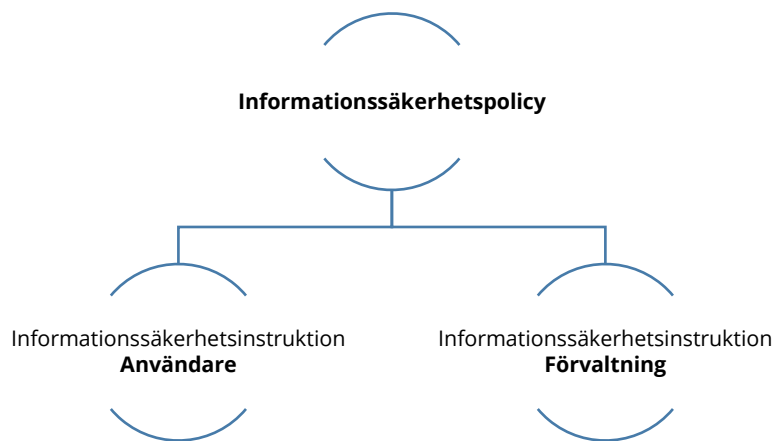 Informationssäkerhetspolicy
Informationssäkerhetsinstruktion
Användare
Informationssäkerhetsinstruktion
Förvaltning